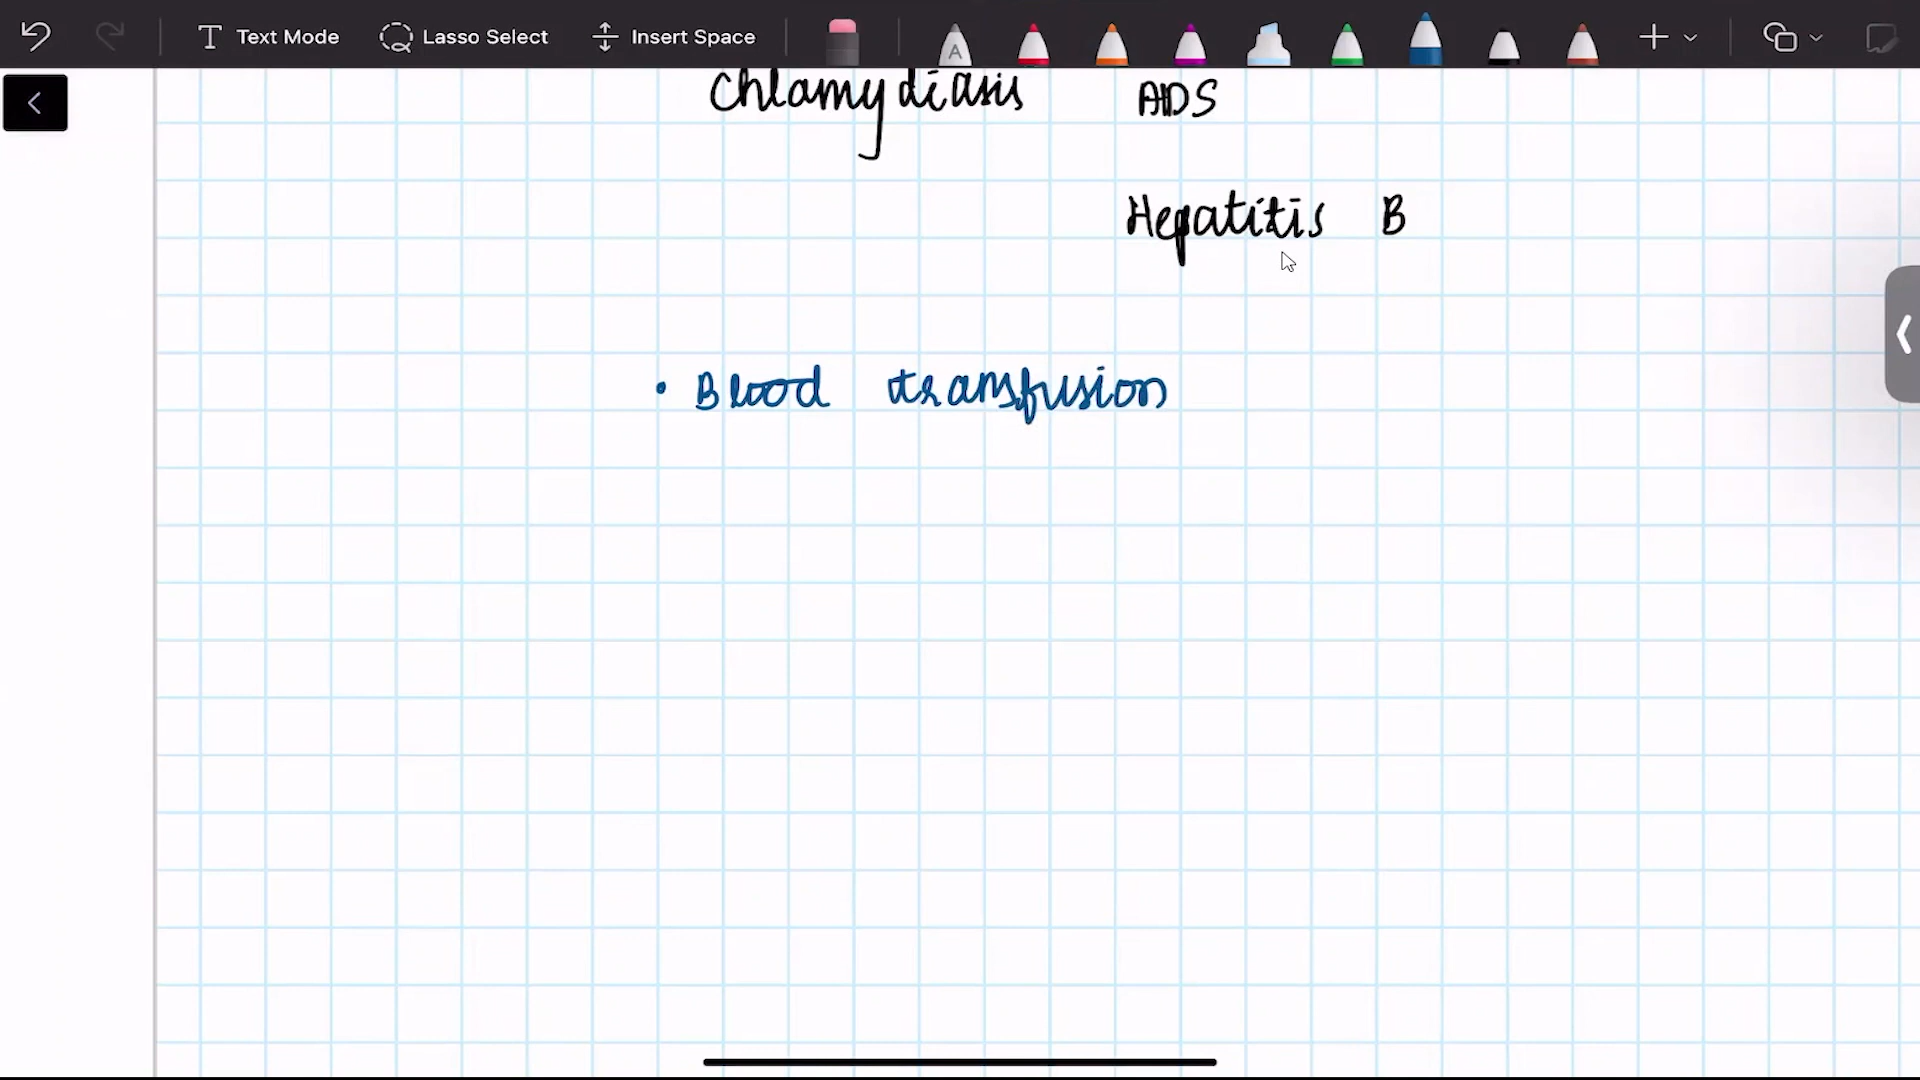 Text Mode Lasso Select Insert Space
A
Chlamydiasis AIDS
Hepatitis B
• Blood transfusion